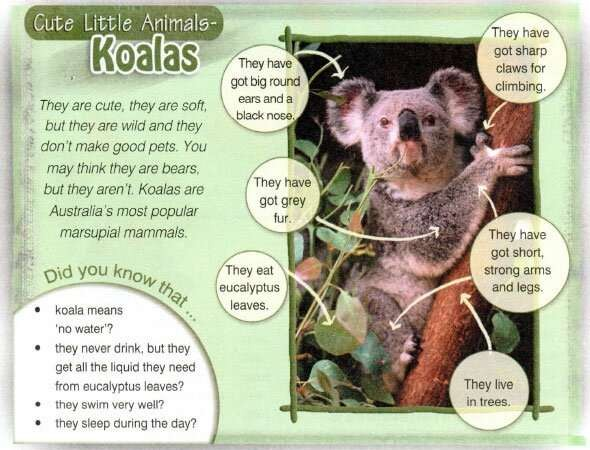 Cute Little Animals-
Koalas
They are cute, they are soft,
but they are wild and they
don't make good pets. You
may think they are bears,
but they aren't. Koalas are
Australia's most popular
marsupial mammals.
Did you know that...
• koala means
'no water'?
• they never drink, but they
get all the liquid they need
from eucalyptus leaves?
• they swim very well?
• they sleep during the day?
They have
got big round
ears and a
black nose.
They have
got grey
fur.
They eat
eucalyptus
leaves.
They have
got sharp
claws for
climbing.
They have
got short,
strong arms
and legs.
They live
in trees.